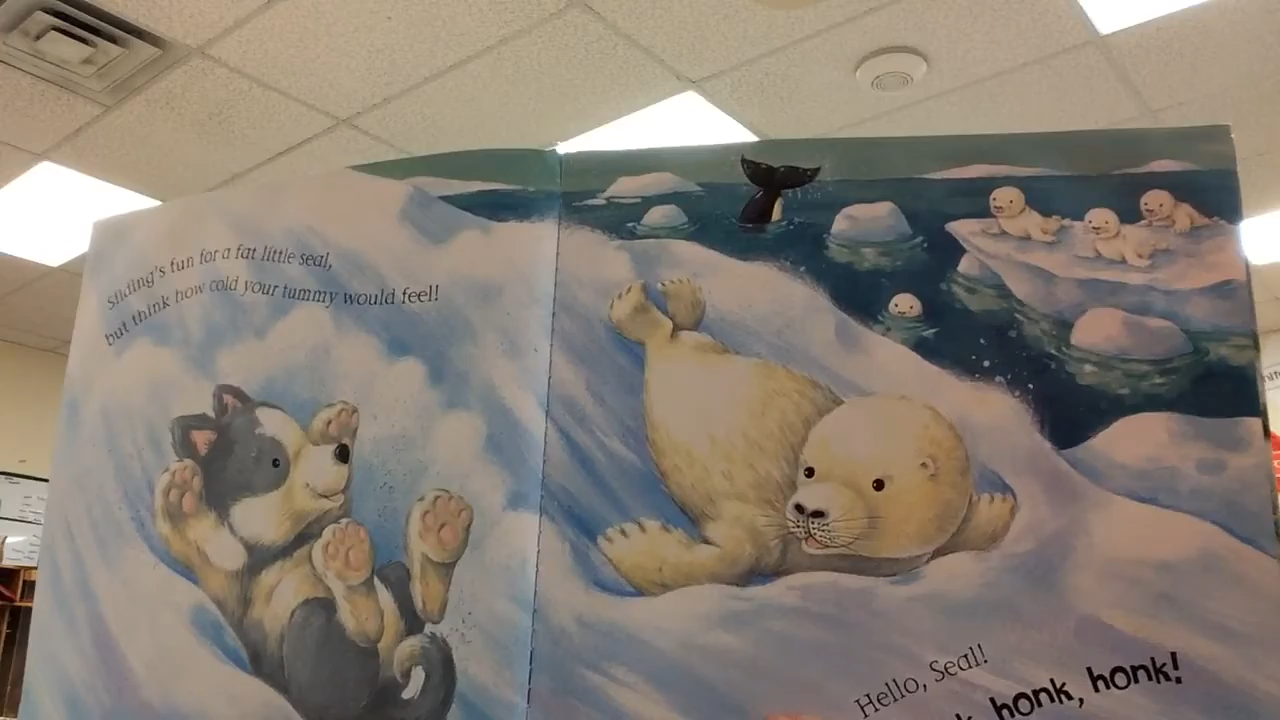 Sliding's fun for a fat little seal,
but think how cold your tummy would feel!
Hello, Seal!
honk, honk!